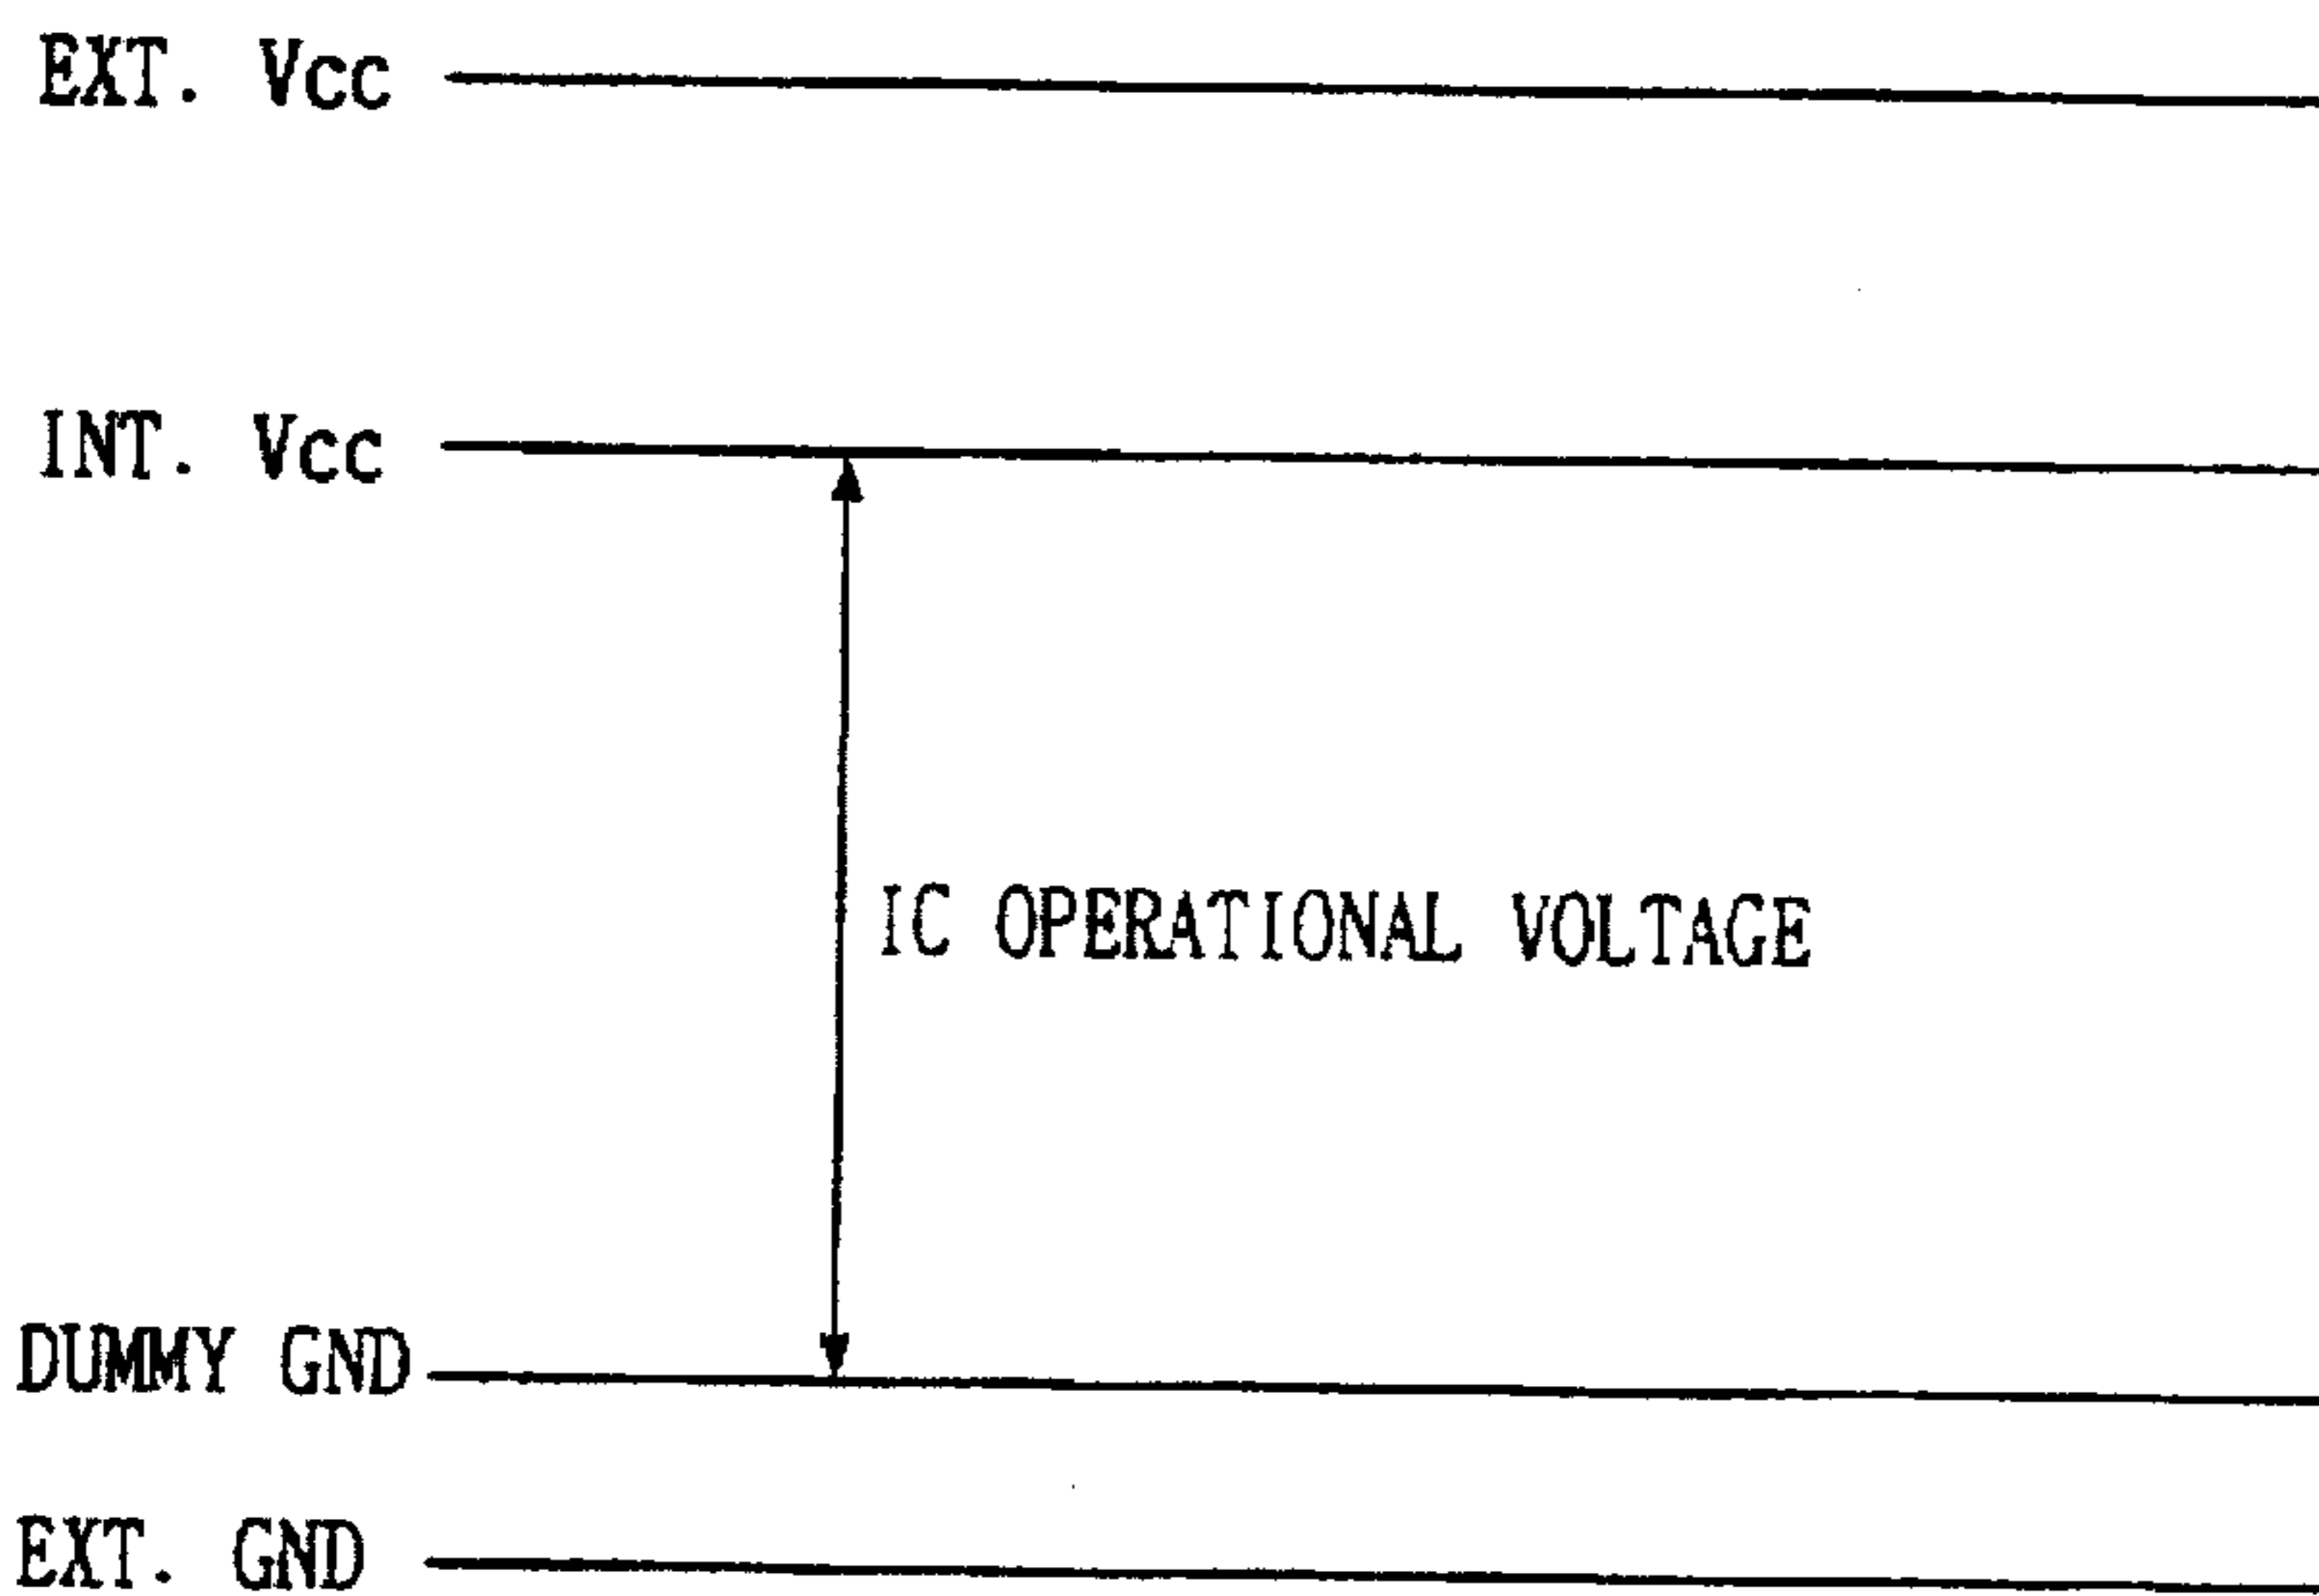 EXT. Vcc
INT. Vcc
IC OPERATIONAL VOLTAGE
DUMMY GND
EXT. GND